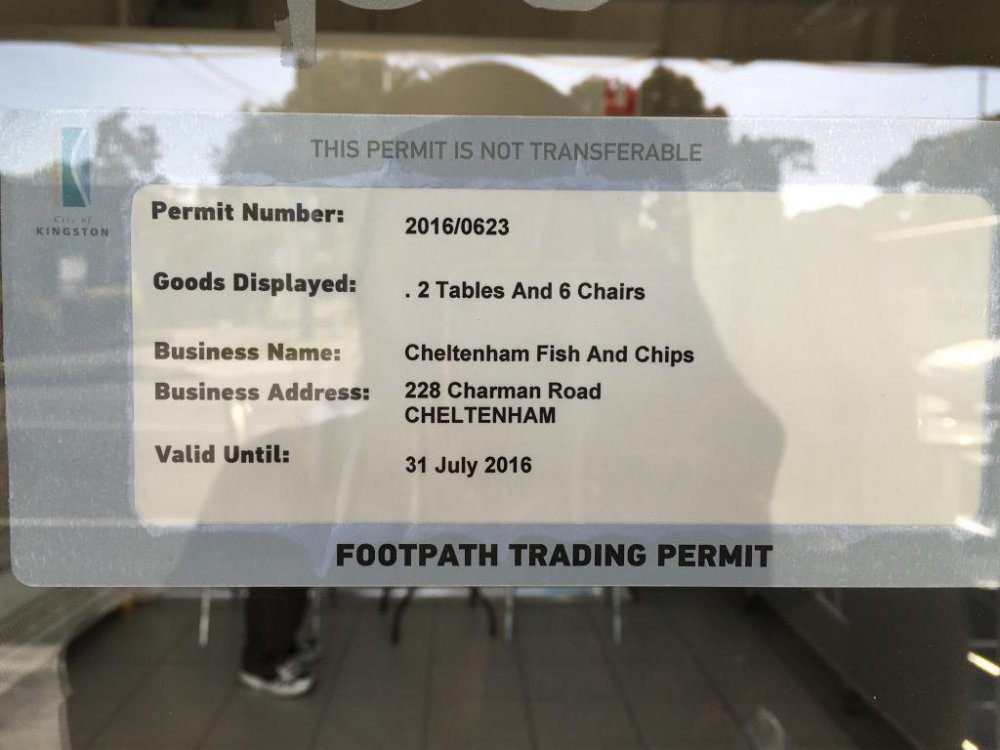 THIS PERMIT IS NOT TRANSFERABLE
City of
KINGSTON
Permit Number: 2016/0623
Goods Displayed: . 2 Tables And 6 Chairs
Business Name: Cheltenham Fish And Chips
Business Address: 228 Charman Road
CHELTENHAM
Valid Until: 31 July 2016
FOOTPATH TRADING PERMIT